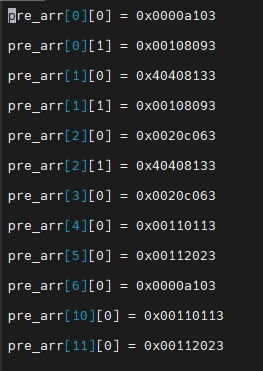 pre_arr[0][0] = 0x0000a103
pre_arr[0][1] = 0x00108093
pre_arr[1][0] = 0x40408133
pre_arr[1][1] = 0x00108093
pre_arr[2][0] = 0x0020c063
pre_arr[2][1] = 0x40408133
pre_arr[3][0] = 0x0020c063
pre_arr[4][0] = 0x00110113
pre_arr[5][0] = 0x00112023
pre_arr[6][0] = 0x0000a103
pre_arr[10][0] = 0x00110113
pre_arr[11][0] = 0x00112023